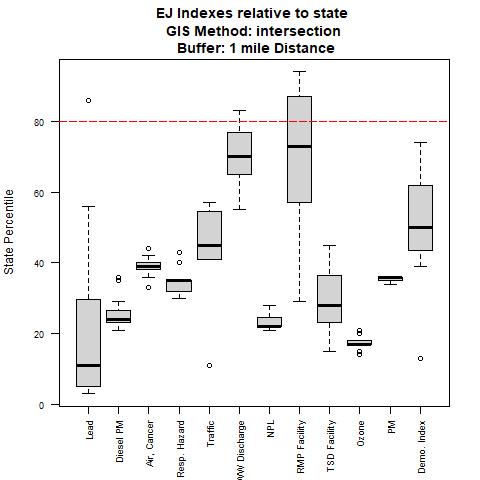 EJ Indexes relative to state
GIS Method: intersection
Buffer: 1 mile Distance
State Percentile
80
60
40
20
0
Lead
Diesel PM
Air, Cancer
Resp. Hazard
Traffic
WW Discharge
NPL
RMP Facility
TSD Facility
Ozone
PM
Demo. Index